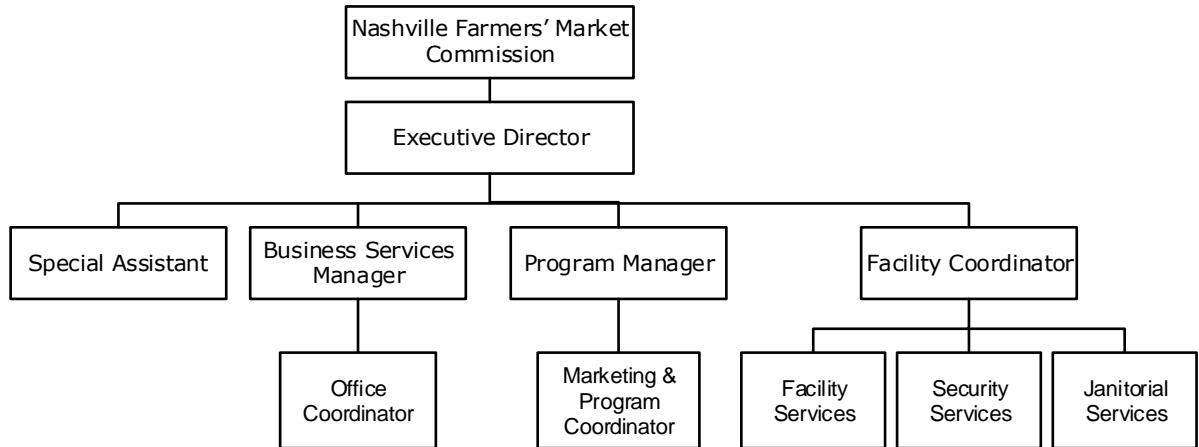 Nashville Farmers’ Market
Commission
Executive Director
Special Assistant
Business Services
Manager
Program Manager
Facility Coordinator
Office
Coordinator
Marketing &
Program
Coordinator
Facility
Services
Security
Services
Janitorial
Services